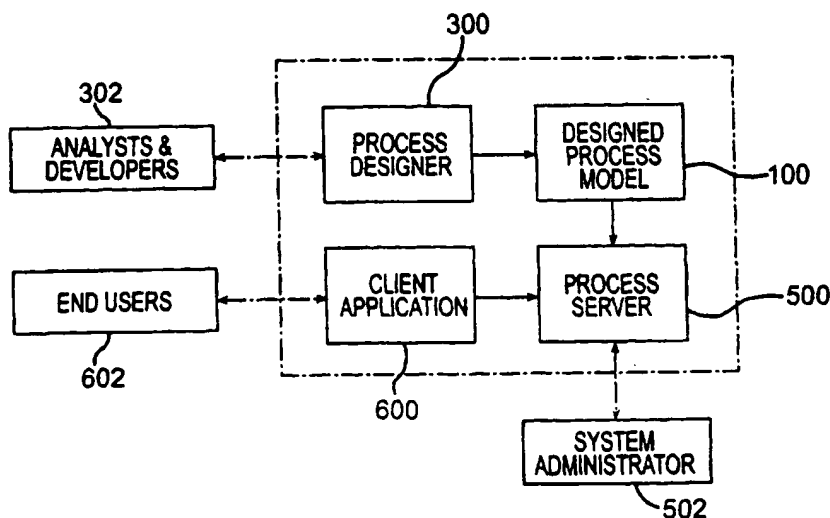 300
302
ANALYSTS &
DEVELOPERS
PROCESS
DESIGNER
DESIGNED
PROCESS
MODEL
100
END USERS
602
CLIENT
APPLICATION
600
PROCESS
SERVER
500
SYSTEM
ADMINISTRATOR
502